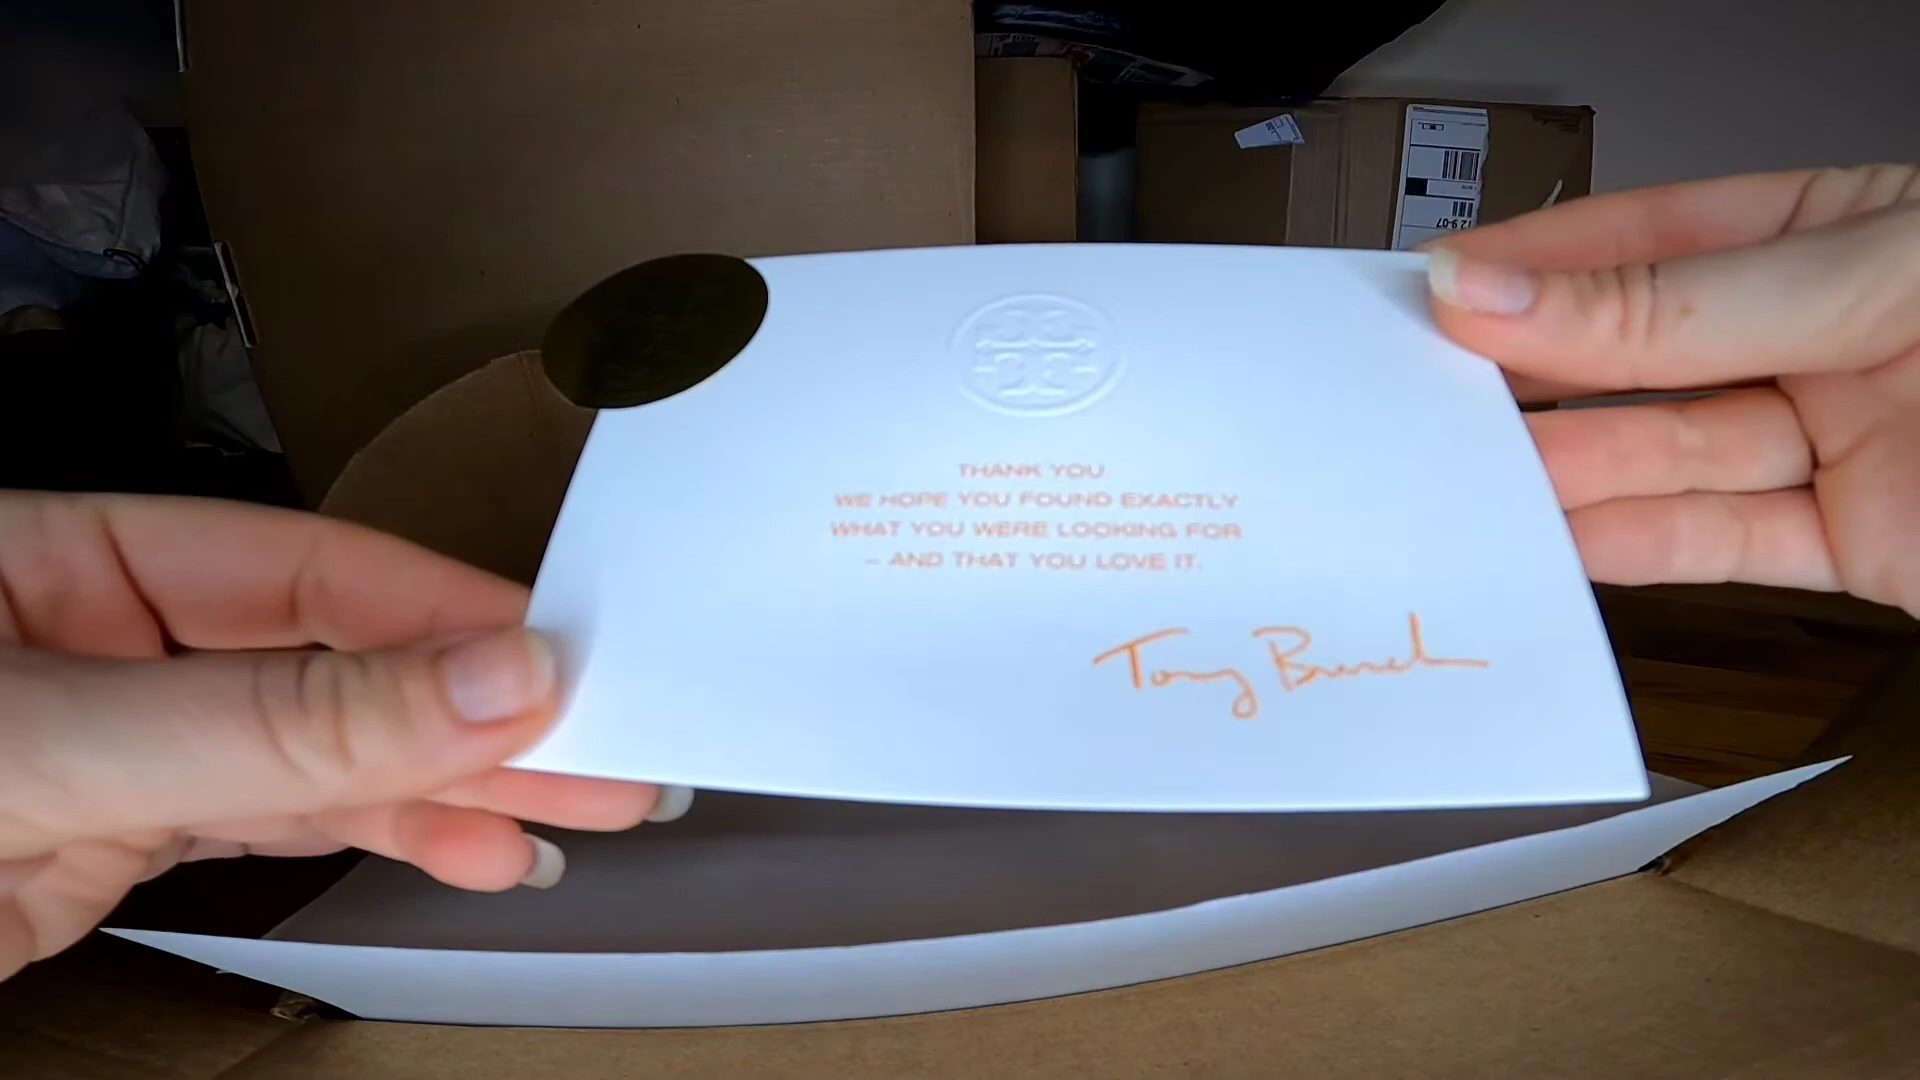 THANK YOU.
WE HOPE YOU FOUND EXACTLY
WHAT YOU WERE LOOKING FOR
– AND THAT YOU LOVE IT.
Tory Burch